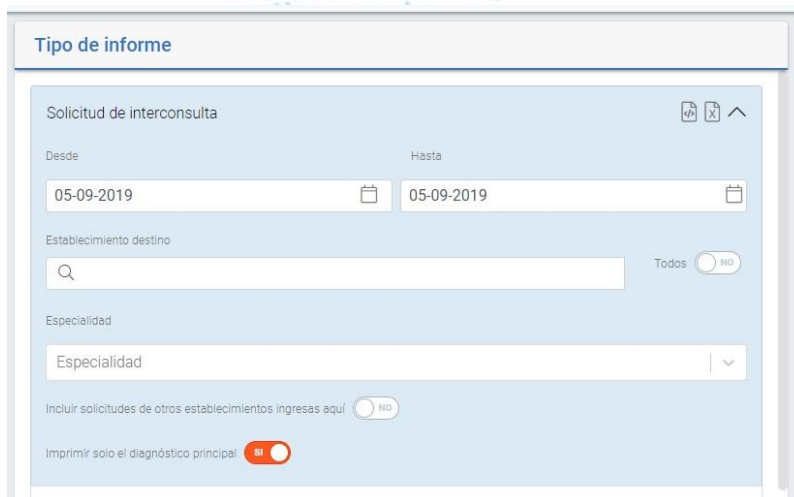 Tipo de informe
Solicitud de interconsulta
Desde Hasta
05-09-2019 05-09-2019
Establecimiento destino
Todos NO
Especialidad
Especialidad
Incluir solicitudes de otros establecimientos ingresas aquí NO
Imprimir solo el diagnóstico principal SI